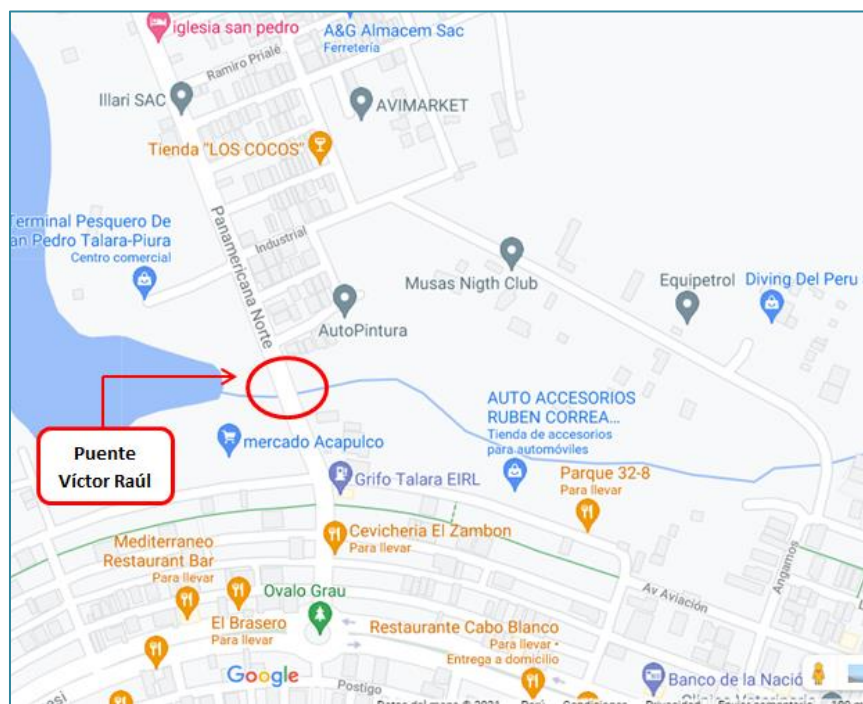 iglesia san pedro
A&G Almacem Sac
Ferretería
Ramiro Prialé
Illari SAC
AVIMARKET
Tienda "LOS COCOS"
Panamericana Norte
Terminal Pesquero De
San Pedro Talara-Piura
Centro comercial
Industrial
Musas Nigth Club
Equipetrol
Diving Del Peru
AutoPintura
Puente
Víctor Raúl
AUTO ACCESORIOS
RUBEN CORREA...
Tienda de accesorios
para automóviles
mercado Acapulco
Grifo Talara EIRL
Parque 32-8
Para llevar
Cevicheria El Zambon
Para llevar
Mediterraneo
Restaurant Bar
Para llevar
Angamos
Av Aviación
Ovalo Grau
El Brasero
Para llevar
Restaurante Cabo Blanco
Para llevar •
Entrega a domicilio
Google
Banco de la Nació
Postigo